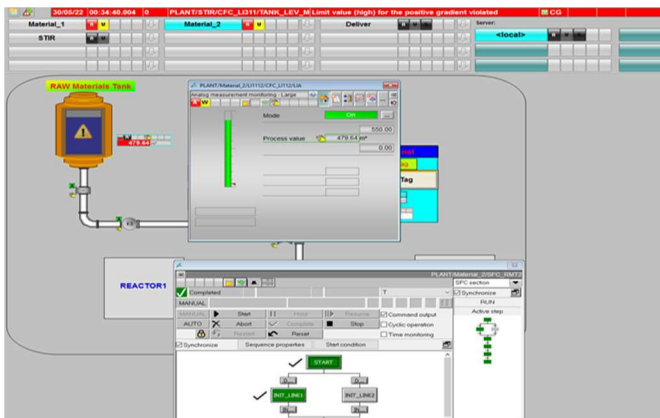 30/05/22 00:34:40.004 0 PLANT/STIR/CFC_LI311/TANK_LEV_M Limit value (high) for the positive gradient violated CG
Material_1
Material_2
Deliver
Server:
STIR
<local>
RAW Materials Tank
PLANT/Material_2/LI112/CFC_LI112/LIA
Analog measurement monitoring - Large
A W
Mode On
550.00
Process value 479.64 m³
0.00
479.64
Tag
REACTOR1
PLANT/Material_2/SFC_RMT2
Completed
T
SFC section
MANUAL
Synchronize
MANUAL Start Hold Resume Command output
RUN
AUTO Abort Complete Stop Cyclic operation
Active step
Restart Reset Time monitoring
Synchronize Sequence properties Start condition
START
INIT_LINE1 INIT_LINE2